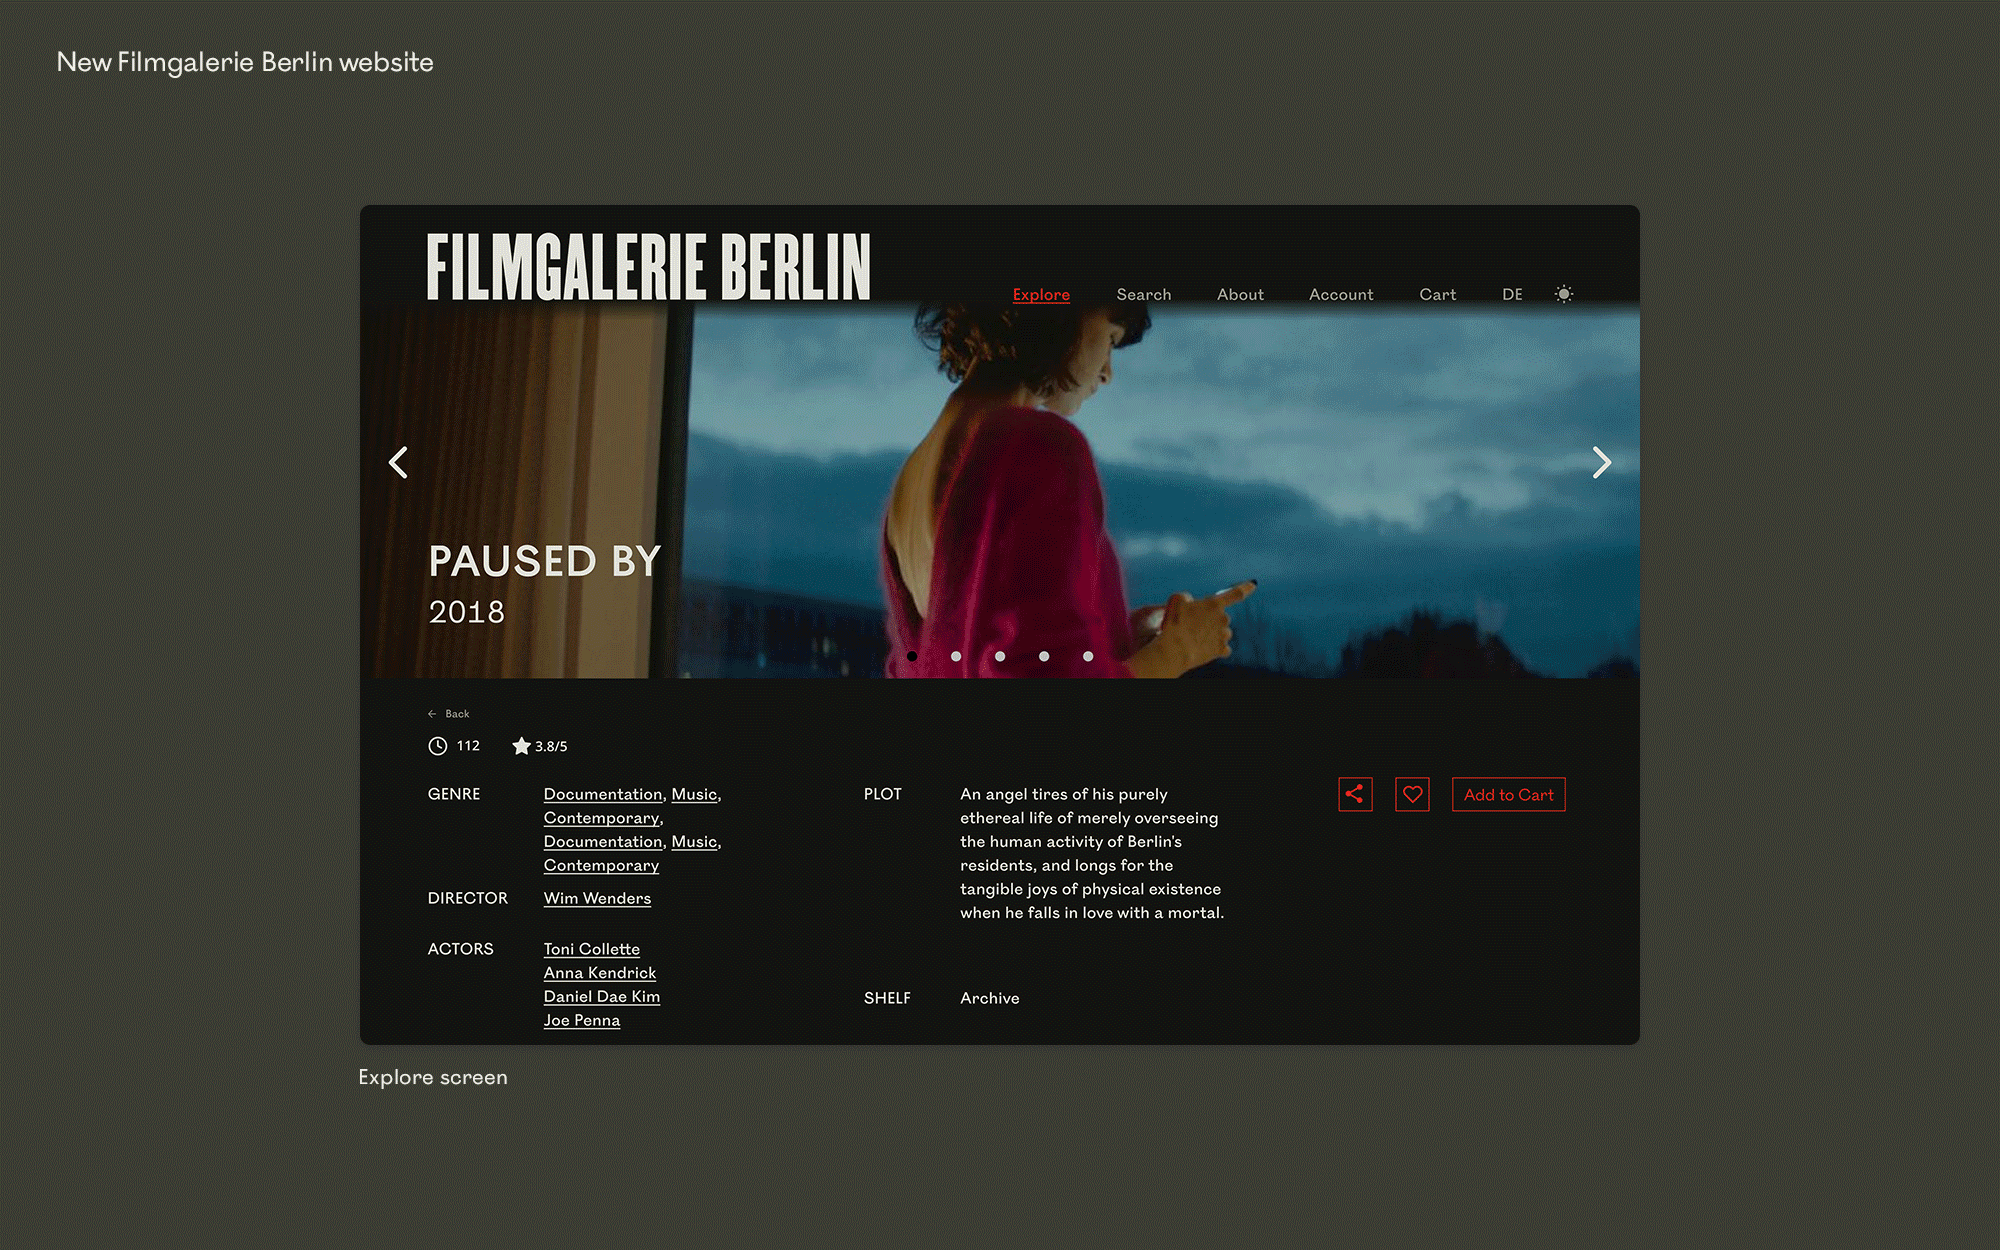 New Filmgalerie Berlin website
FILMGALERIE BERLIN
Explore Search About Account Cart DE
PAUSED BY
2018
Back
112 3.8/5
GENRE
Documentation, Music,
Contemporary,
Documentation, Music,
Contemporary
DIRECTOR
Wim Wenders
ACTORS
Toni Collette
Anna Kendrick
Daniel Dae Kim
Joe Penna
PLOT
An angel tires of his purely
ethereal life of merely overseeing
the human activity of Berlin's
residents, and longs for the
tangible joys of physical existence
when he falls in love with a mortal.
SHELF
Archive
Add to Cart
Explore screen